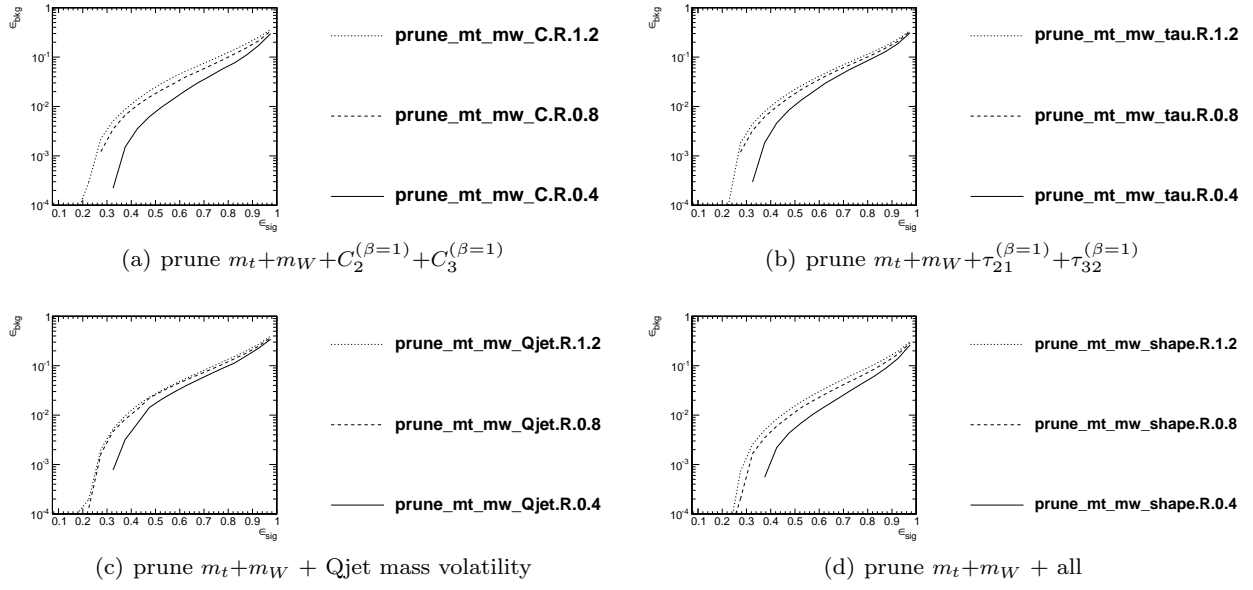 ϵ_bkg
1
10^-1
10^-2
10^-3
10^-4
0.1 0.2 0.3 0.4 0.5 0.6 0.7 0.8 0.9 1
ϵ_sig
prune_mt_mw_C.R.1.2
prune_mt_mw_C.R.0.8
prune_mt_mw_C.R.0.4
(a) prune m_t+m_W+C_2^(β=1)+C_3^(β=1)
ϵ_bkg
1
10^-1
10^-2
10^-3
10^-4
0.1 0.2 0.3 0.4 0.5 0.6 0.7 0.8 0.9 1
ϵ_sig
prune_mt_mw_tau.R.1.2
prune_mt_mw_tau.R.0.8
prune_mt_mw_tau.R.0.4
(b) prune m_t+m_W+τ_21^(β=1)+τ_32^(β=1)
ϵ_bkg
1
10^-1
10^-2
10^-3
10^-4
0.1 0.2 0.3 0.4 0.5 0.6 0.7 0.8 0.9 1
ϵ_sig
prune_mt_mw_Qjet.R.1.2
prune_mt_mw_Qjet.R.0.8
prune_mt_mw_Qjet.R.0.4
(c) prune m_t+m_W + Qjet mass volatility
ϵ_bkg
1
10^-1
10^-2
10^-3
10^-4
0.1 0.2 0.3 0.4 0.5 0.6 0.7 0.8 0.9 1
ϵ_sig
prune_mt_mw_shape.R.1.2
prune_mt_mw_shape.R.0.8
prune_mt_mw_shape.R.0.4
(d) prune m_t+m_W + all